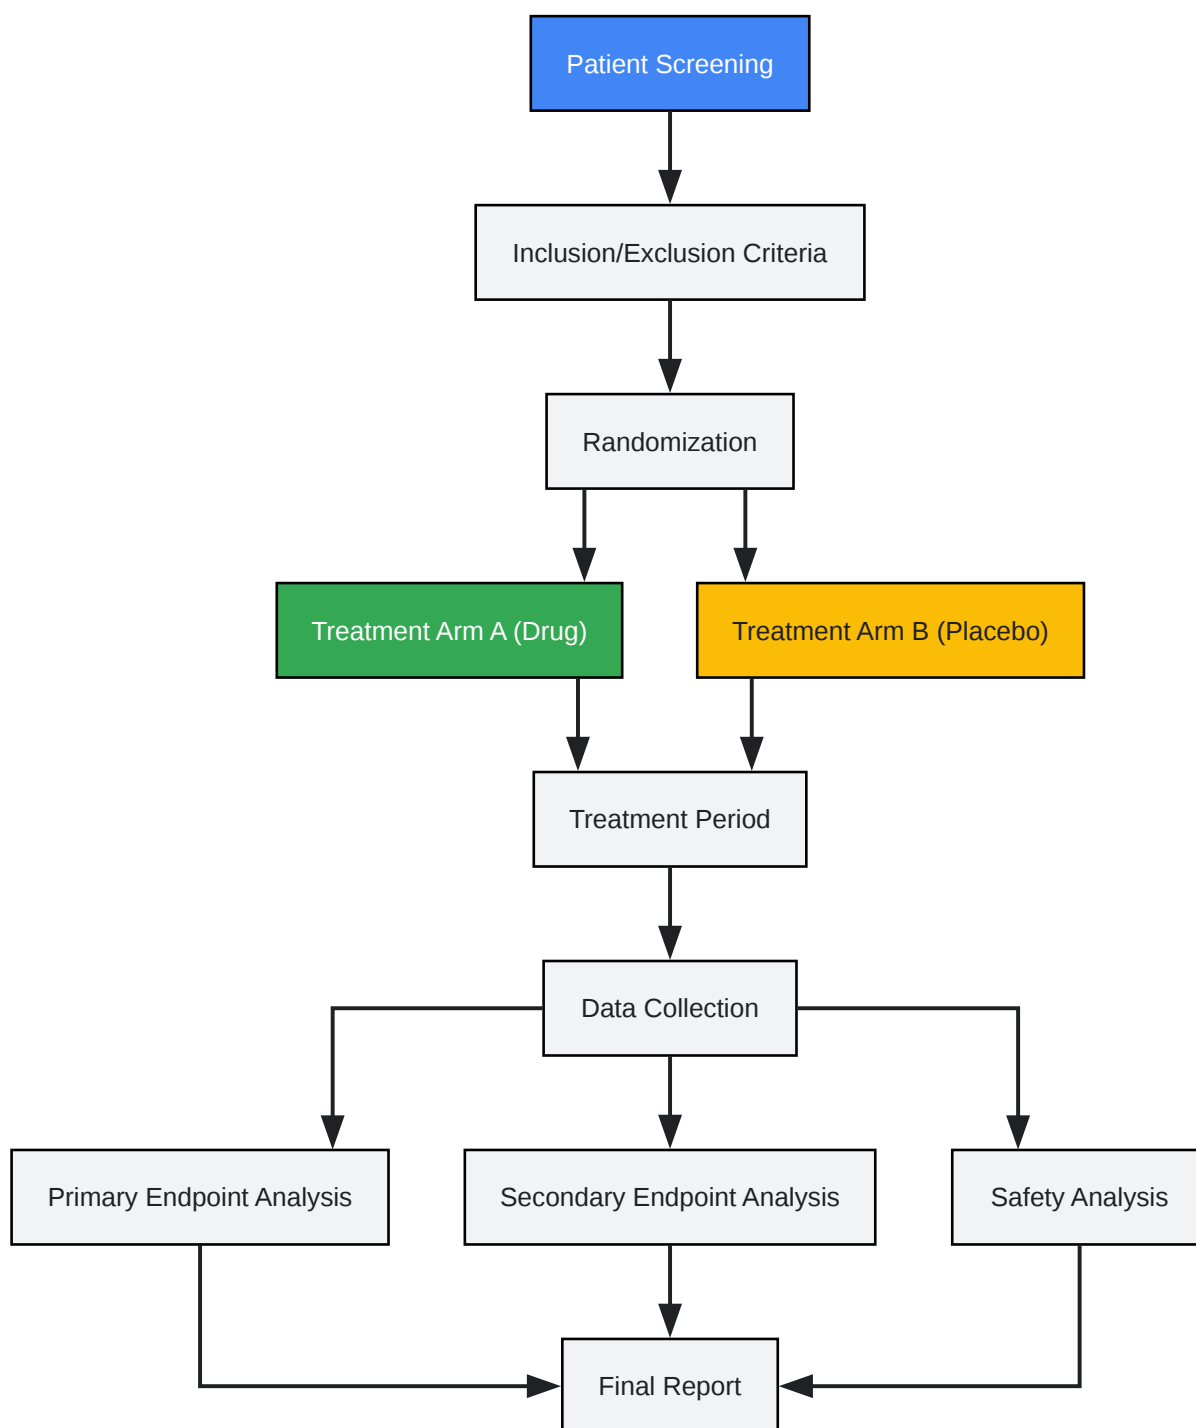 Patient Screening
Inclusion/Exclusion Criteria
Randomization
Treatment Arm A (Drug)
Treatment Arm B (Placebo)
Treatment Period
Data Collection
Primary Endpoint Analysis
Secondary Endpoint Analysis
Safety Analysis
Final Report